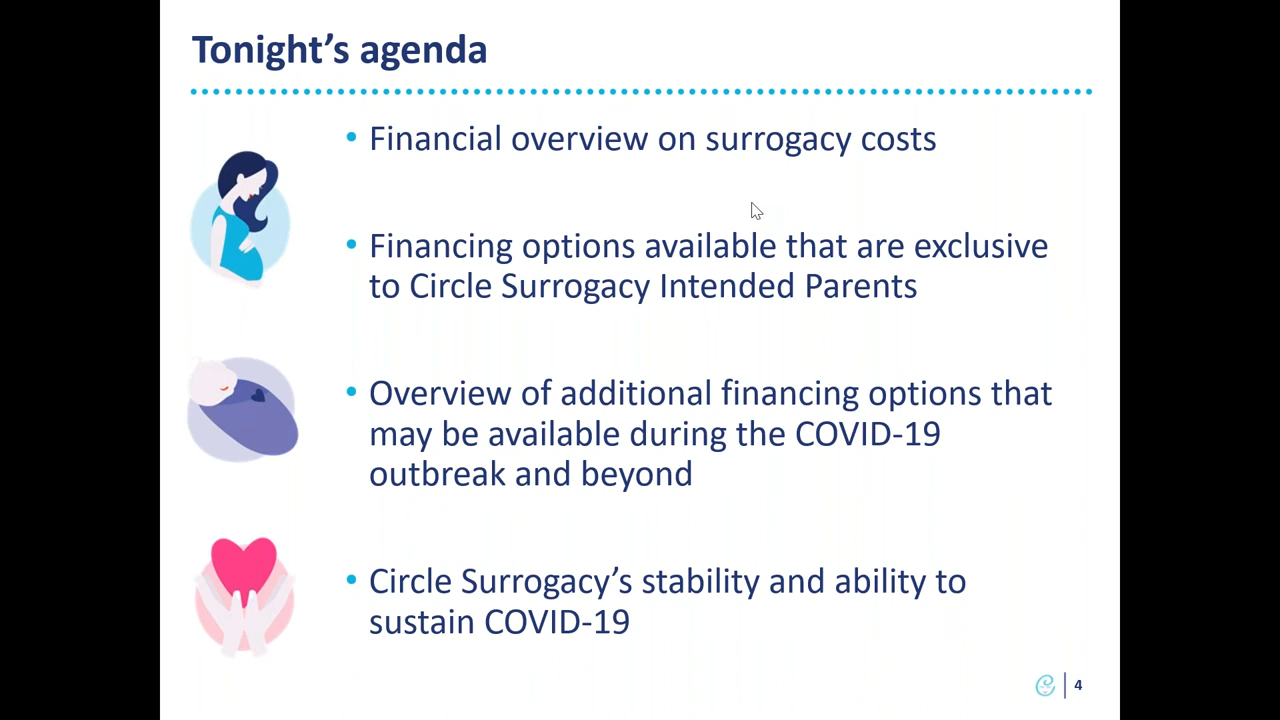 Tonight’s agenda
• Financial overview on surrogacy costs
• Financing options available that are exclusive
to Circle Surrogacy Intended Parents
• Overview of additional financing options that
may be available during the COVID-19
outbreak and beyond
• Circle Surrogacy’s stability and ability to
sustain COVID-19
4